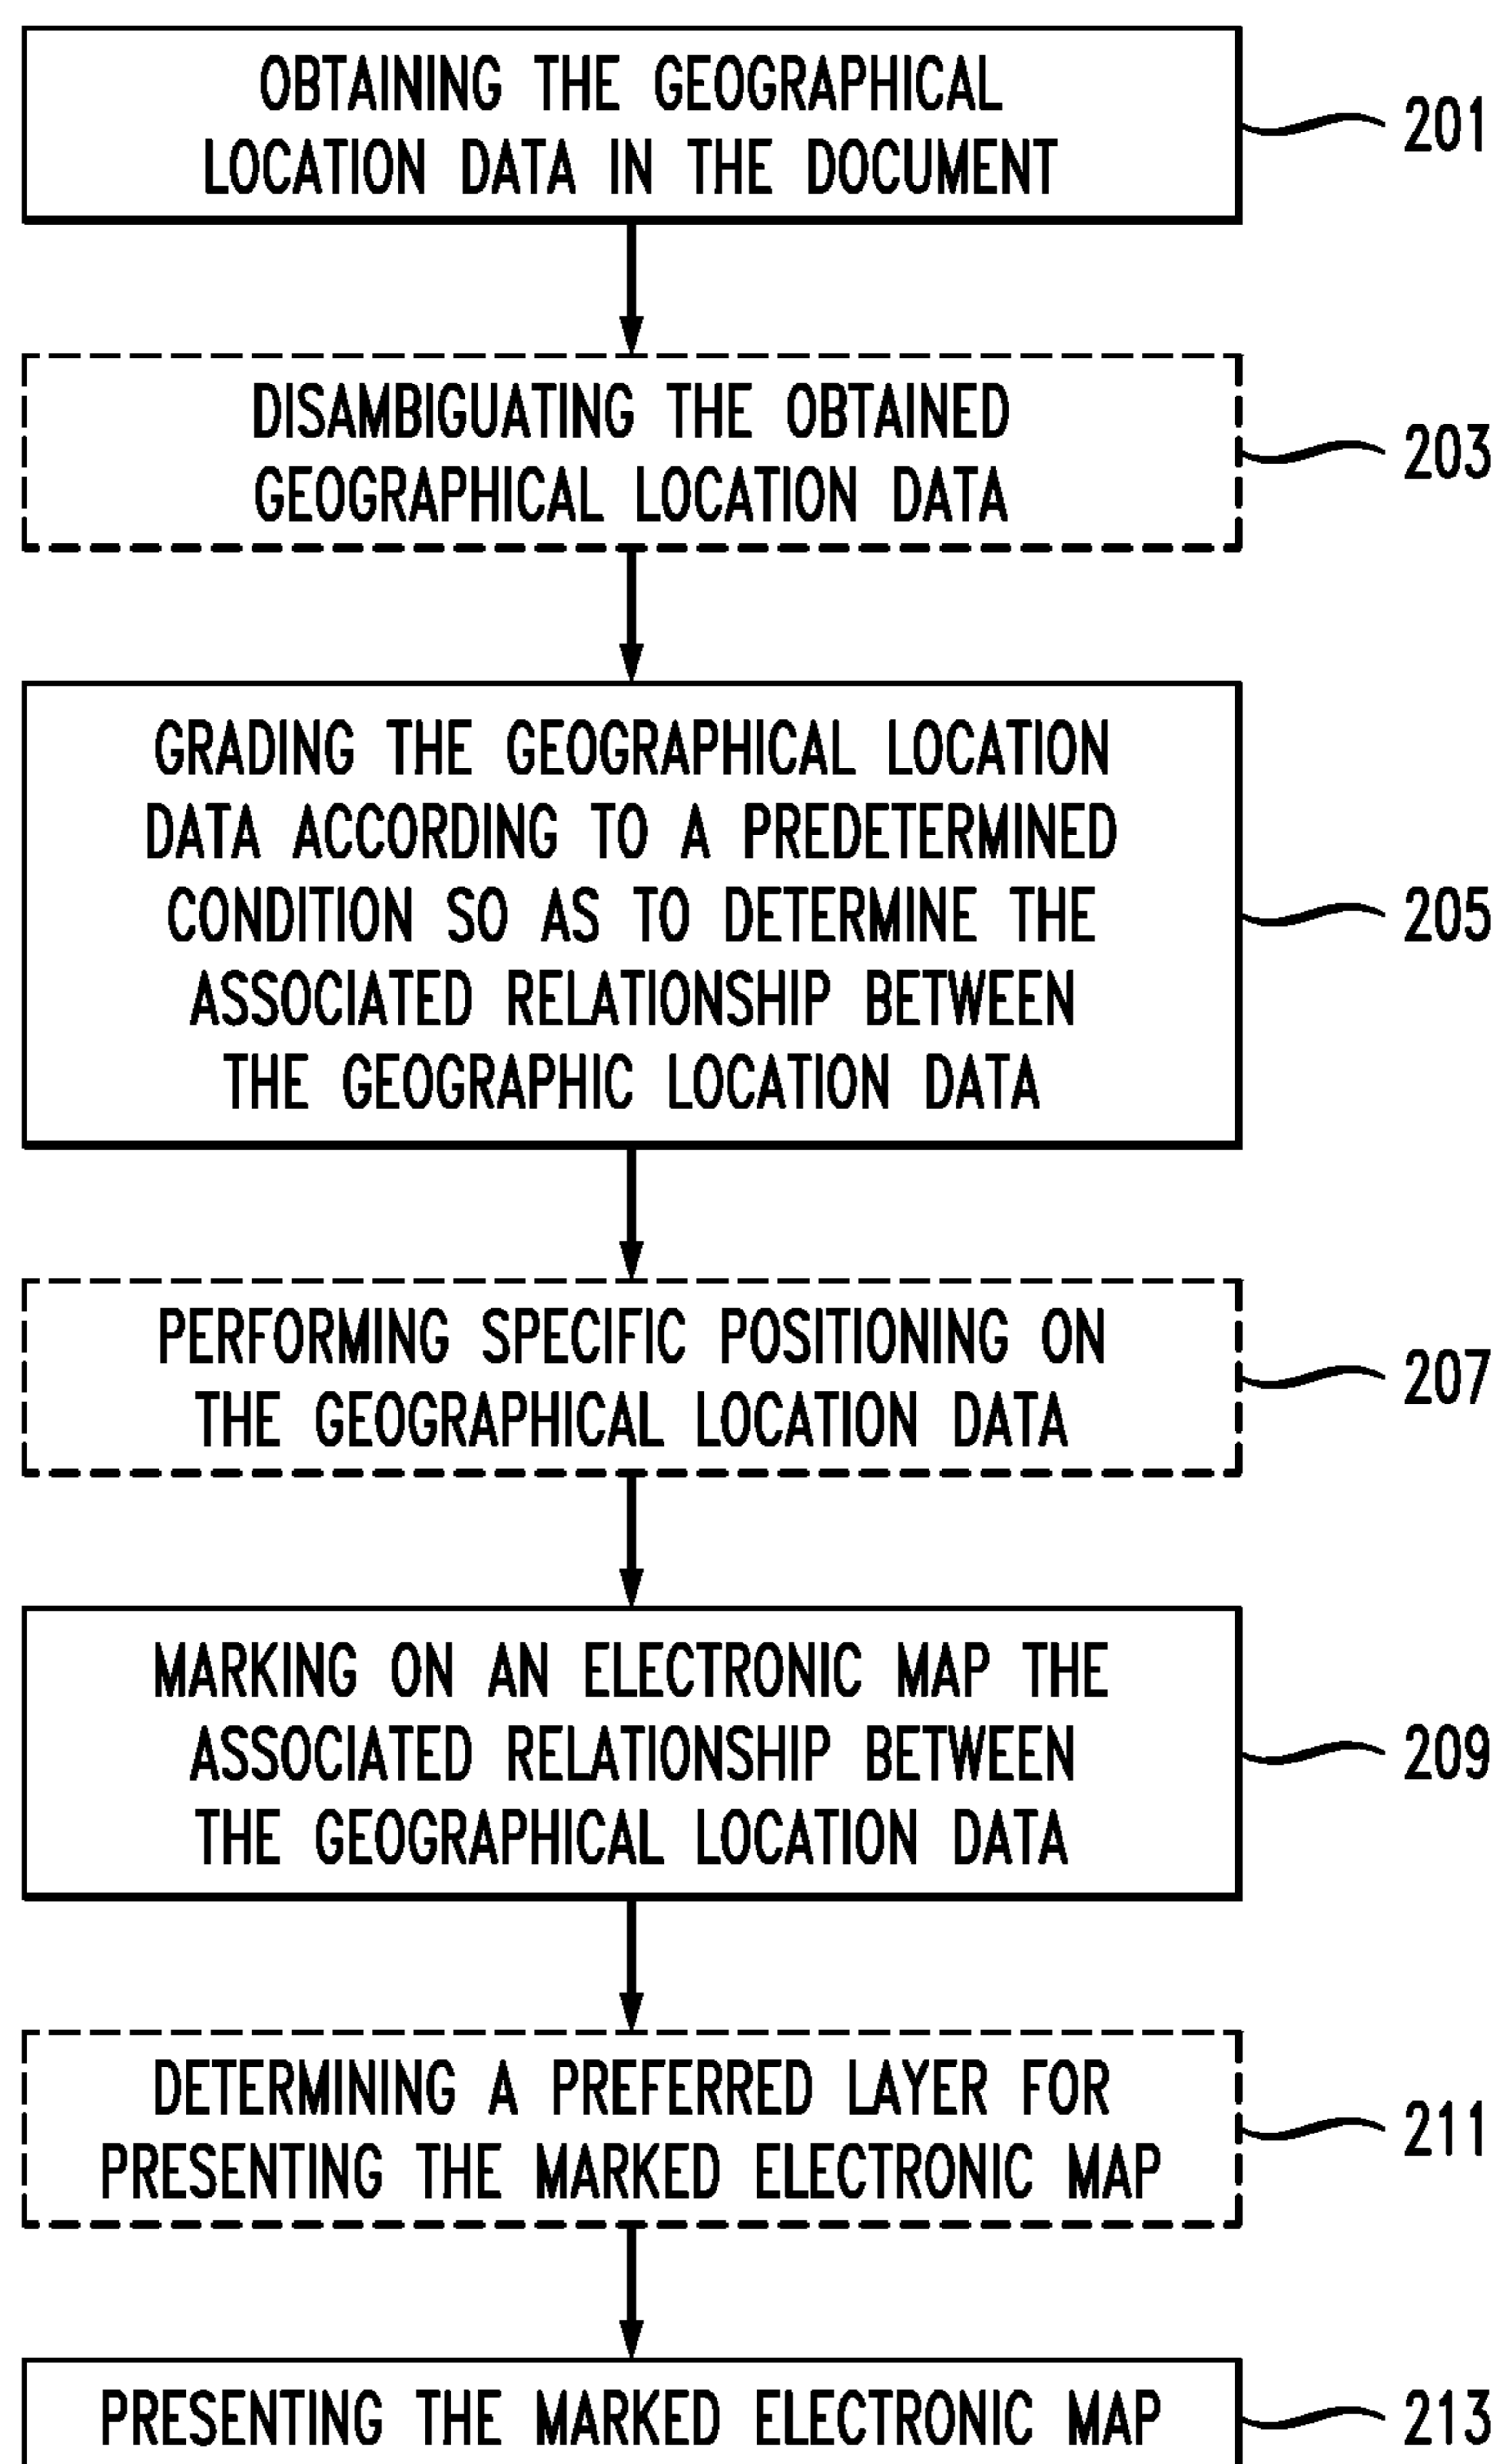 OBTAINING THE GEOGRAPHICAL
LOCATION DATA IN THE DOCUMENT
201
DISAMBIGUATING THE OBTAINED
GEOGRAPHICAL LOCATION DATA
203
GRADING THE GEOGRAPHICAL LOCATION
DATA ACCORDING TO A PREDETERMINED
CONDITION SO AS TO DETERMINE THE
ASSOCIATED RELATIONSHIP BETWEEN
THE GEOGRAPHIC LOCATION DATA
205
PERFORMING SPECIFIC POSITIONING ON
THE GEOGRAPHICAL LOCATION DATA
207
MARKING ON AN ELECTRONIC MAP THE
ASSOCIATED RELATIONSHIP BETWEEN
THE GEOGRAPHICAL LOCATION DATA
209
DETERMINING A PREFERRED LAYER FOR
PRESENTING THE MARKED ELECTRONIC MAP
211
PRESENTING THE MARKED ELECTRONIC MAP
213